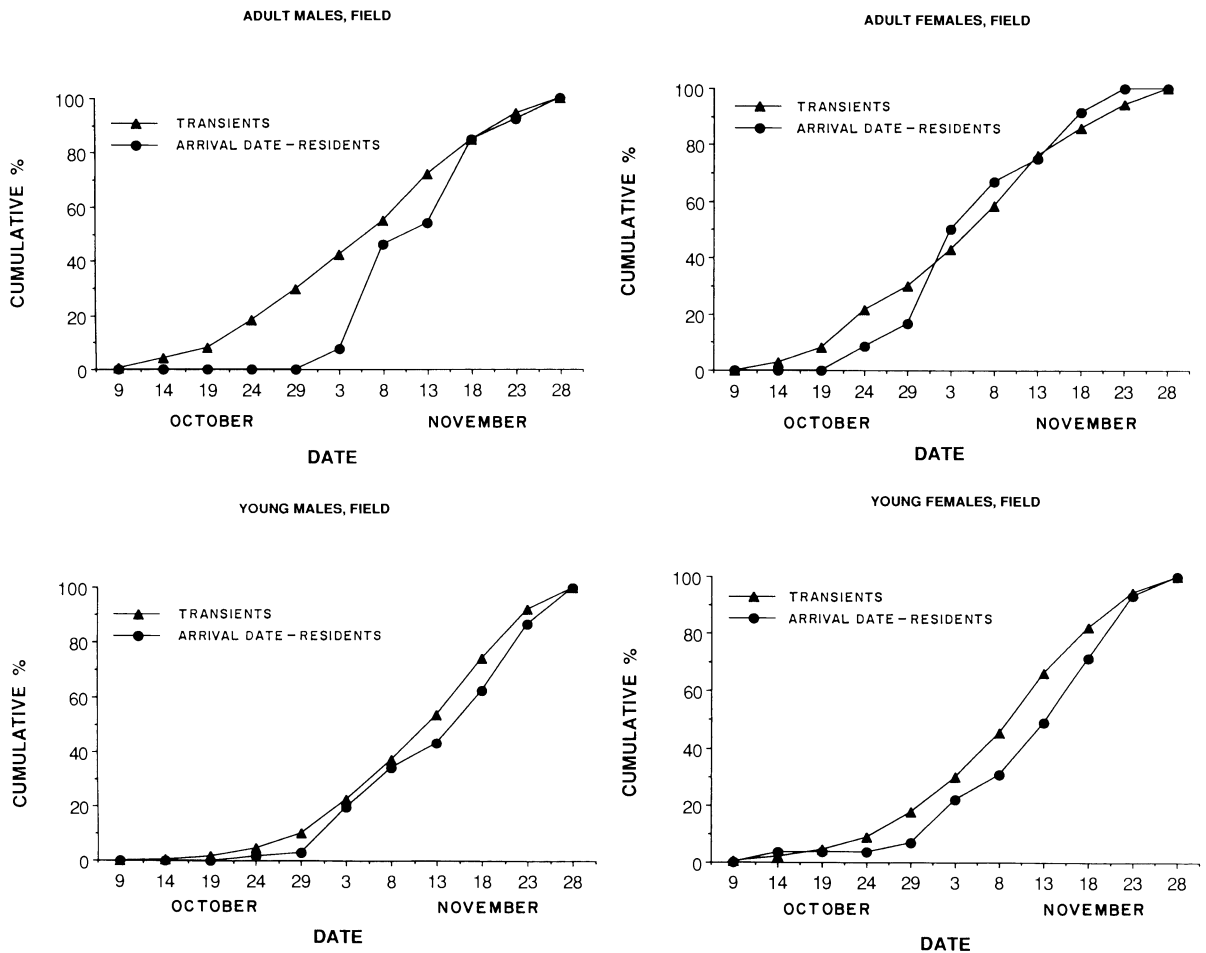 ADULT MALES, FIELD
100
80
60
40
20
0
CUMULATIVE %
TRANSIENTS
ARRIVAL DATE – RESIDENTS
9 14 19 24 29 3 8 13 18 23 28
OCTOBER NOVEMBER
DATE
ADULT FEMALES, FIELD
100
80
60
40
20
0
CUMULATIVE %
TRANSIENTS
ARRIVAL DATE – RESIDENTS
9 14 19 24 29 3 8 13 18 23 28
OCTOBER NOVEMBER
DATE
YOUNG MALES, FIELD
100
80
60
40
20
0
CUMULATIVE %
TRANSIENTS
ARRIVAL DATE – RESIDENTS
9 14 19 24 29 3 8 13 18 23 28
OCTOBER NOVEMBER
DATE
YOUNG FEMALES, FIELD
100
80
60
40
20
0
CUMULATIVE %
TRANSIENTS
ARRIVAL DATE – RESIDENTS
9 14 19 24 29 3 8 13 18 23 28
OCTOBER NOVEMBER
DATE